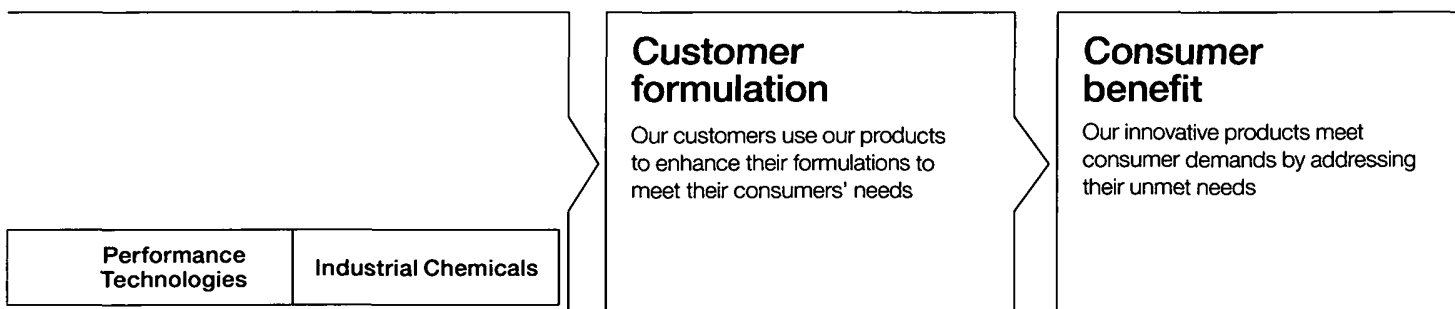 Customer
formulation
Our customers use our products
to enhance their formulations to
meet their consumers' needs
Consumer
benefit
Our innovative products meet
consumer demands by addressing
their unmet needs
Performance
Technologies
Industrial Chemicals